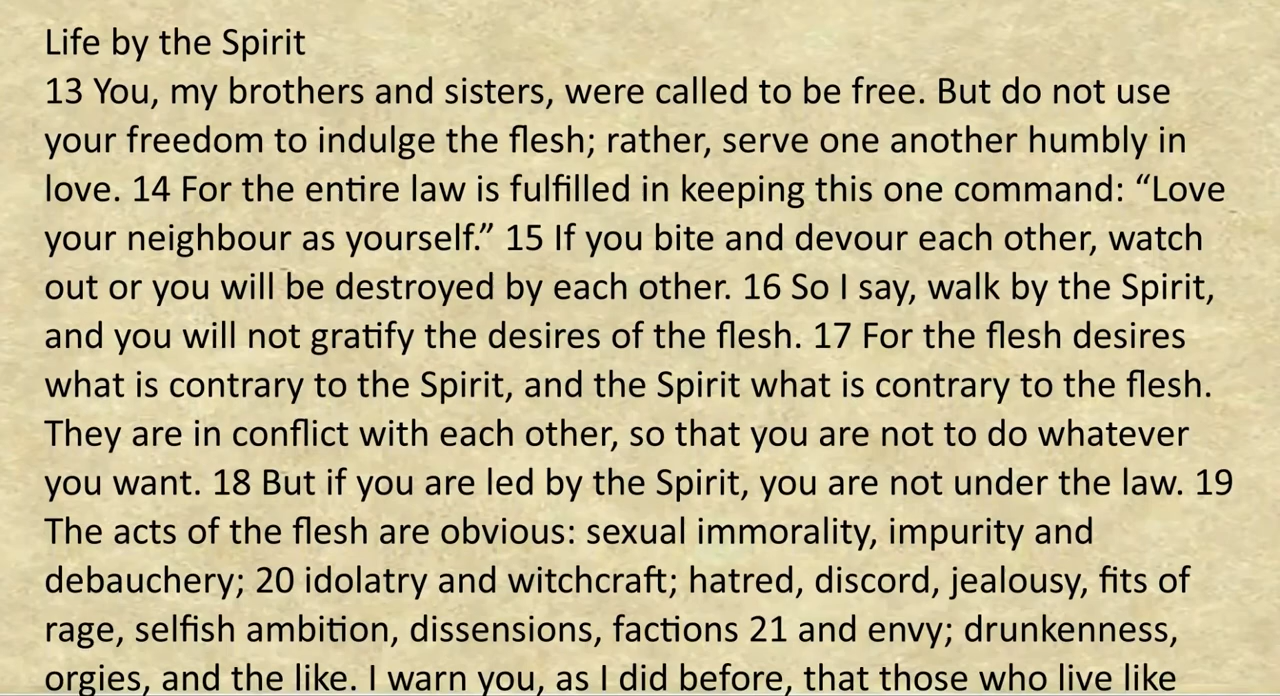 Life by the Spirit
13 You, my brothers and sisters, were called to be free. But do not use
your freedom to indulge the flesh; rather, serve one another humbly in
love. 14 For the entire law is fulfilled in keeping this one command: “Love
your neighbour as yourself.” 15 If you bite and devour each other, watch
out or you will be destroyed by each other. 16 So I say, walk by the Spirit,
and you will not gratify the desires of the flesh. 17 For the flesh desires
what is contrary to the Spirit, and the Spirit what is contrary to the flesh.
They are in conflict with each other, so that you are not to do whatever
you want. 18 But if you are led by the Spirit, you are not under the law. 19
The acts of the flesh are obvious: sexual immorality, impurity and
debauchery; 20 idolatry and witchcraft; hatred, discord, jealousy, fits of
rage, selfish ambition, dissensions, factions 21 and envy; drunkenness,
orgies, and the like. I warn you, as I did before, that those who live like